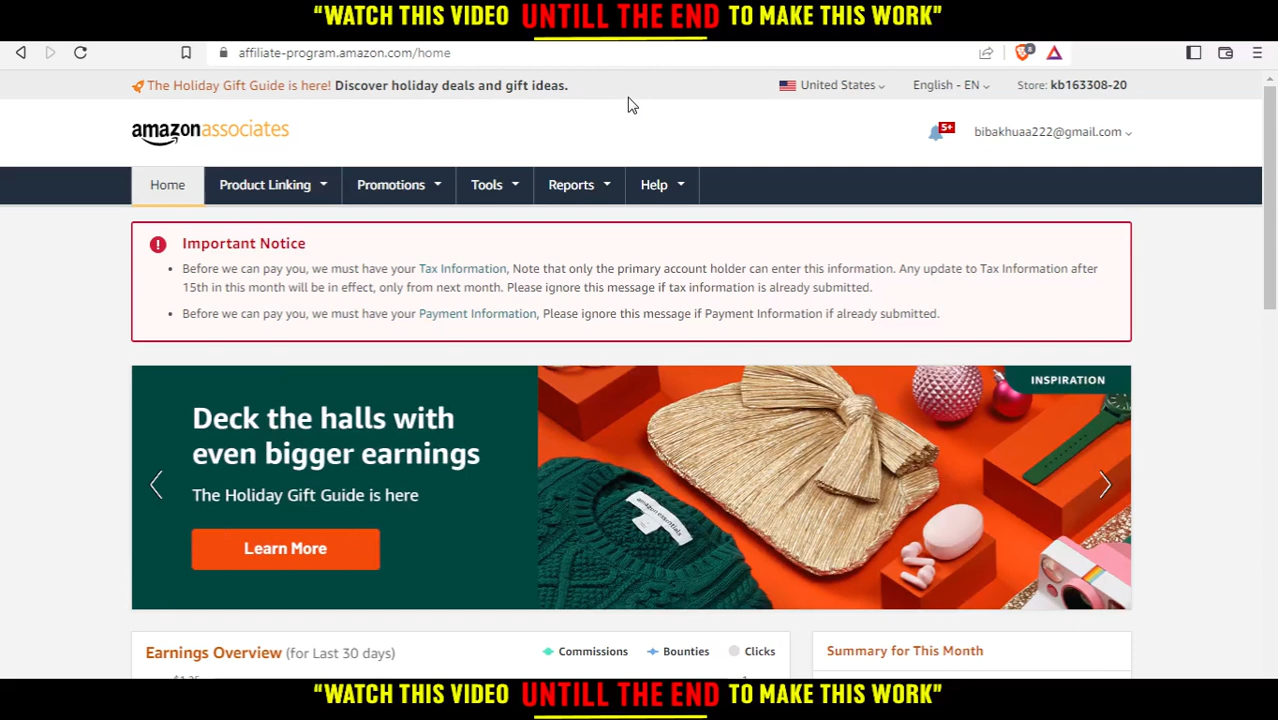 "WATCH THIS VIDEO UNTILL THE END TO MAKE THIS WORK"
affiliate-program.amazon.com/home
The Holiday Gift Guide is here! Discover holiday deals and gift ideas.
United States
English - EN
Store: kb163308-20
amazonassociates
5+
bibakhuaa222@gmail.com
Home
Product Linking
Promotions
Tools
Reports
Help
Important Notice
• Before we can pay you, we must have your Tax Information, Note that only the primary account holder can enter this information. Any update to Tax Information after
15th in this month will be in effect, only from next month. Please ignore this message if tax information is already submitted.
• Before we can pay you, we must have your Payment Information, Please ignore this message if Payment Information if already submitted.
INSPIRATION
Deck the halls with
even bigger earnings
The Holiday Gift Guide is here
Learn More
amazon essentials
Earnings Overview (for Last 30 days)
Commissions
Bounties
Clicks
Summary for This Month
"WATCH THIS VIDEO UNTILL THE END TO MAKE THIS WORK"